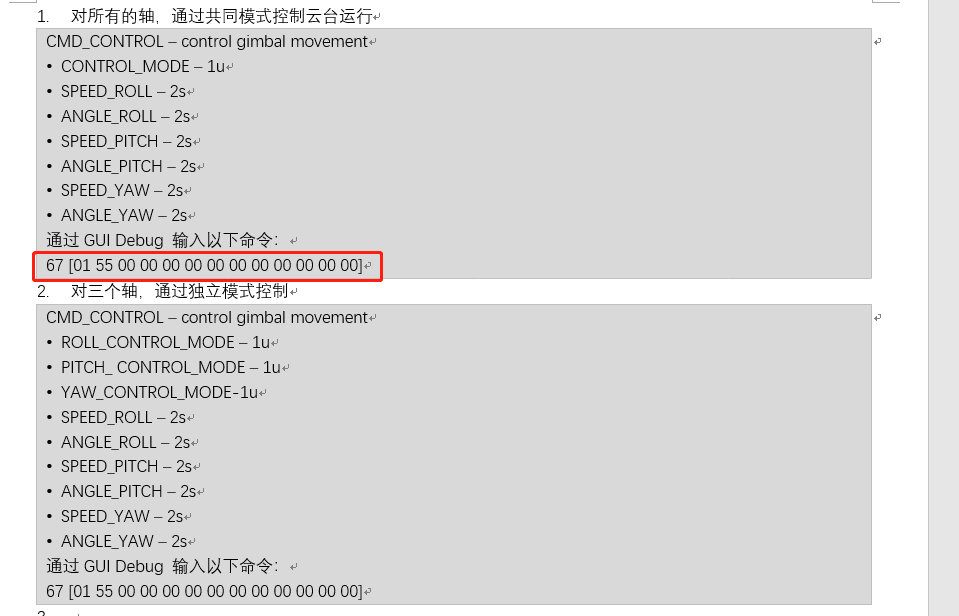 1. 对所有的轴，通过共同模式控制云台运行
CMD_CONTROL – control gimbal movement
• CONTROL_MODE – 1u
• SPEED_ROLL – 2s
• ANGLE_ROLL – 2s
• SPEED_PITCH – 2s
• ANGLE_PITCH – 2s
• SPEED_YAW – 2s
• ANGLE_YAW – 2s
通过 GUI Debug 输入以下命令：
67 [01 55 00 00 00 00 00 00 00 00 00 00 00]
2. 对三个轴，通过独立模式控制
CMD_CONTROL – control gimbal movement
• ROLL_CONTROL_MODE – 1u
• PITCH_ CONTROL_MODE – 1u
• YAW_CONTROL_MODE-1u
• SPEED_ROLL – 2s
• ANGLE_ROLL – 2s
• SPEED_PITCH – 2s
• ANGLE_PITCH – 2s
• SPEED_YAW – 2s
• ANGLE_YAW – 2s
通过 GUI Debug 输入以下命令：
67 [01 55 00 00 00 00 00 00 00 00 00 00 00]